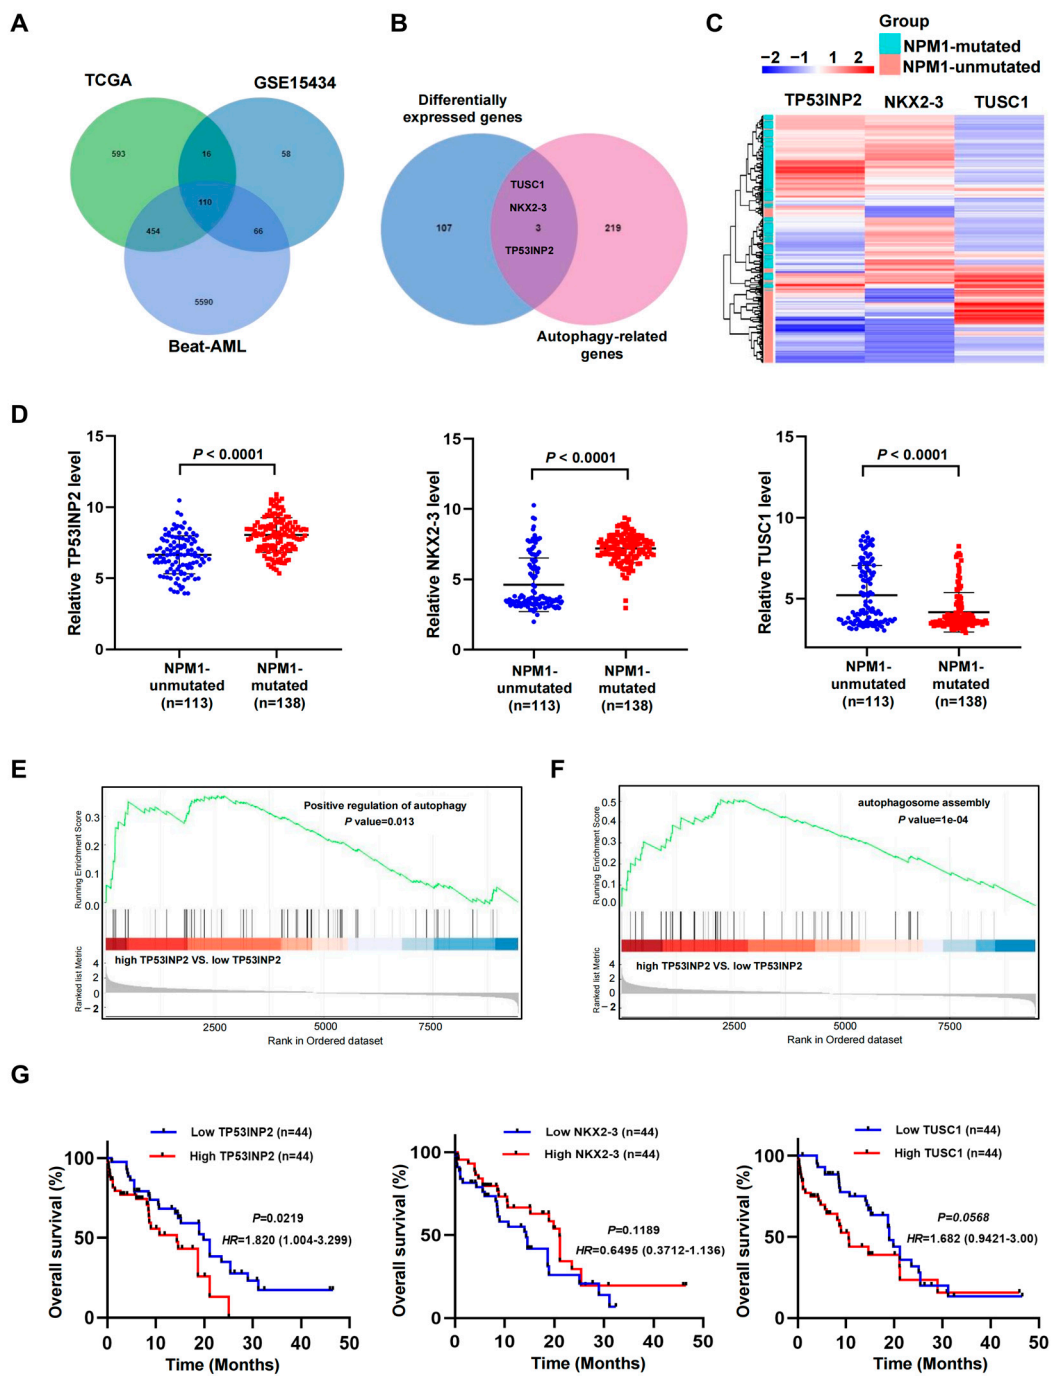 A
TCGA
GSE15434
593
16
58
110
454
66
5590
Beat-AML
B
Differentially
expressed genes
TUSC1
NKX2-3
107
3
219
TP53INP2
Autophagy-related
genes
C
Group
NPM1-mutated
NPM1-unmutated
−2 −1 1 2
TP53INP2 NKX2-3 TUSC1
D
Relative TP53INP2 level
15
10
5
0
P < 0.0001
NPM1-
unmutated
(n=113)
NPM1-
mutated
(n=138)
Relative NKX2-3 level
15
10
5
0
P < 0.0001
NPM1-
unmutated
(n=113)
NPM1-
mutated
(n=138)
Relative TUSC1 level
15
10
5
P < 0.0001
NPM1-
unmutated
(n=113)
NPM1-
mutated
(n=138)
E
Running Enrichment Score
0.3
0.2
0.1
0.0
Positive regulation of autophagy
P value=0.013
high TP53INP2 VS. low TP53INP2
Ranked list Metric
4
2
0
−2
2500 5000 7500
Rank in Ordered dataset
F
Running Enrichment Score
0.5
0.4
0.3
0.2
0.1
0.0
autophagosome assembly
P value=1e-04
high TP53INP2 VS. low TP53INP2
Ranked list Metric
4
2
0
−2
2500 5000 7500
Rank in Ordered dataset
G
Low TP53INP2 (n=44)
High TP53INP2 (n=44)
Overall survival (%)
100
50
0
P=0.0219
HR=1.820 (1.004-3.299)
0 10 20 30 40 50
Time (Months)
Low NKX2-3 (n=44)
High NKX2-3 (n=44)
Overall survival (%)
100
50
0
P=0.1189
HR=0.6495 (0.3712-1.136)
0 10 20 30 40 50
Time (Months)
Low TUSC1 (n=44)
High TUSC1 (n=44)
Overall survival (%)
100
50
0
P=0.0568
HR=1.682 (0.9421-3.00)
0 10 20 30 40 50
Time (Months)